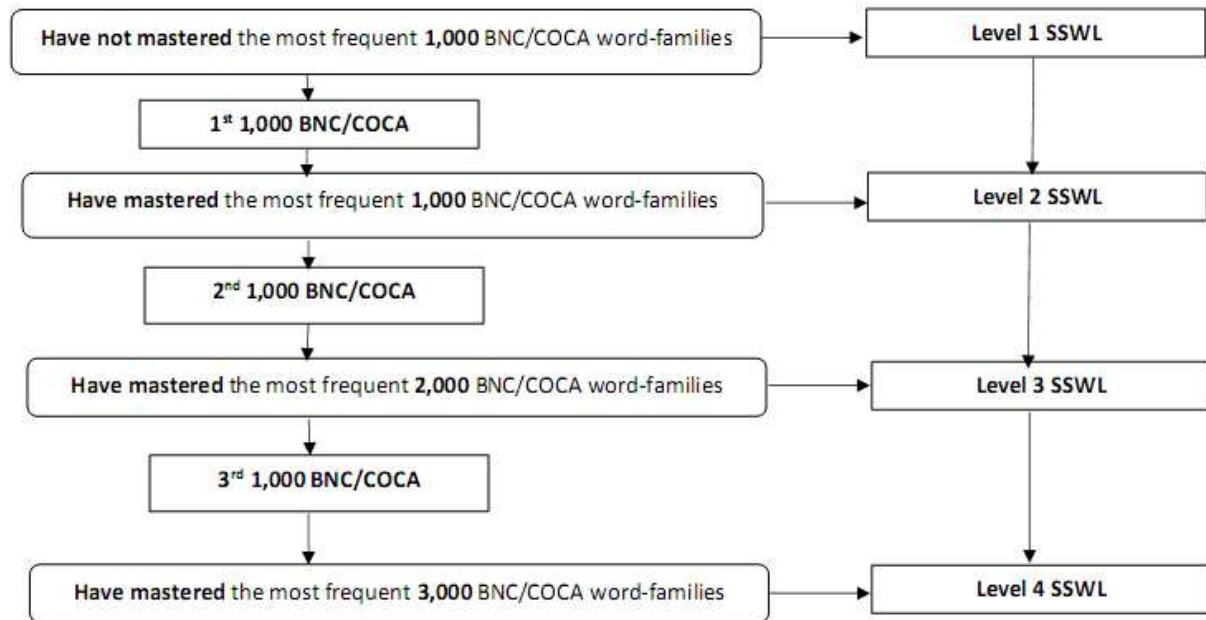 Have not mastered the most frequent 1,000 BNC/COCA word-families
Level 1 SSWL
1st 1,000 BNC/COCA
Have mastered the most frequent 1,000 BNC/COCA word-families
Level 2 SSWL
2nd 1,000 BNC/COCA
Have mastered the most frequent 2,000 BNC/COCA word-families
Level 3 SSWL
3rd 1,000 BNC/COCA
Have mastered the most frequent 3,000 BNC/COCA word-families
Level 4 SSWL